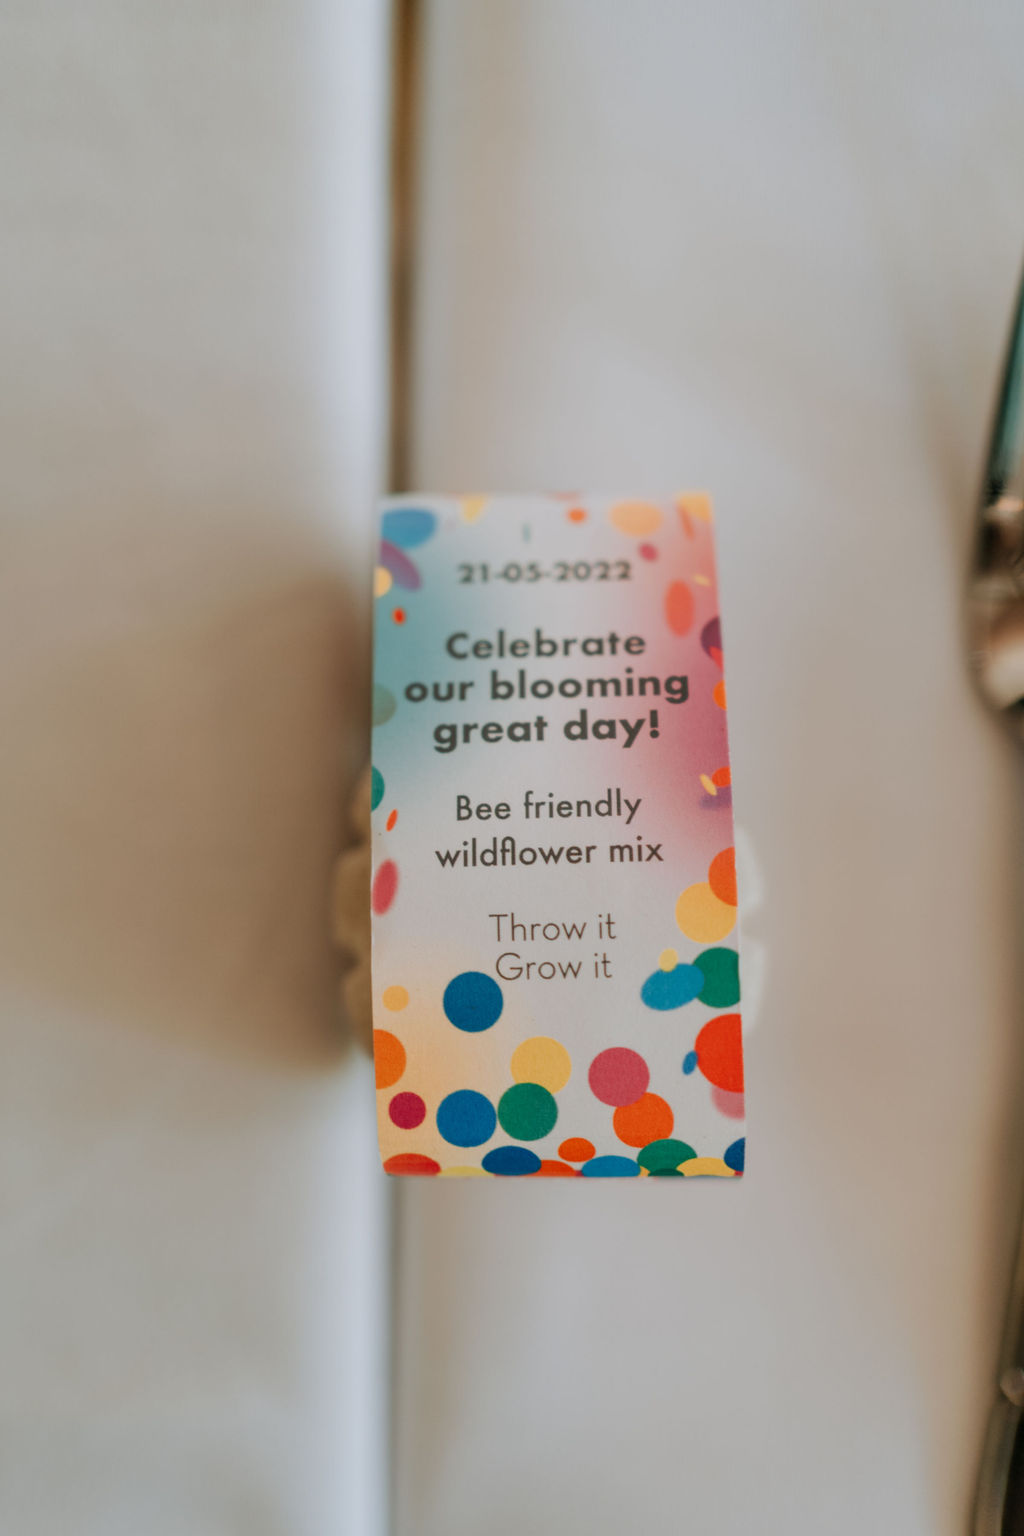 21-05-2022
Celebrate
our blooming
great day!
Bee friendly
wildflower mix
Throw it
Grow it